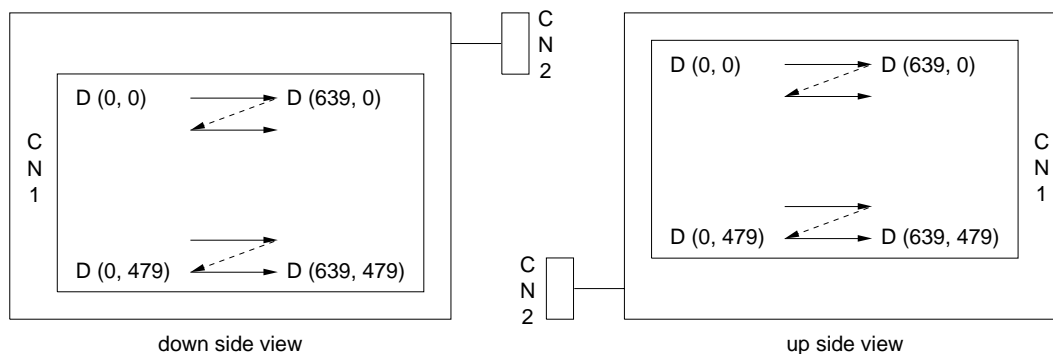 C
N
2
D (0, 0) D (639, 0)
C
N
1
D (0, 479) D (639, 479)
down side view
D (0, 0) D (639, 0)
C
N
1
D (0, 479) D (639, 479)
C
N
2
up side view